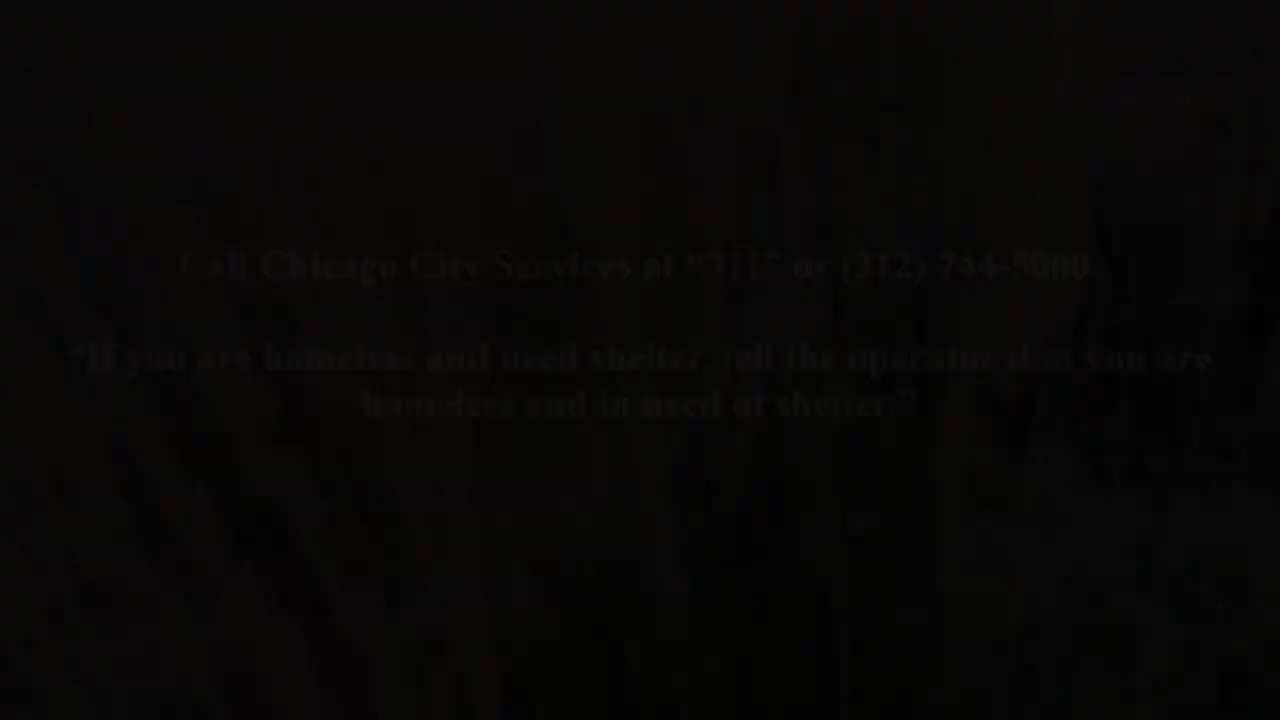 Call Chicago City Services at "311" or (312) 744-5000.
"If you are homeless and need shelter, tell the operator that you are
homeless and in need of shelter."